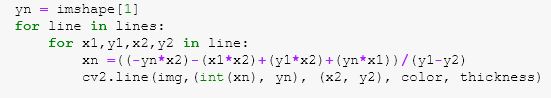 yn = imshape[1]
for line in lines:
    for x1,y1,x2,y2 in line:
        xn =((-yn*x2)-(x1*x2)+(y1*x2)+(yn*x1))/(y1-y2)
        cv2.line(img,(int(xn), yn), (x2, y2), color, thickness)